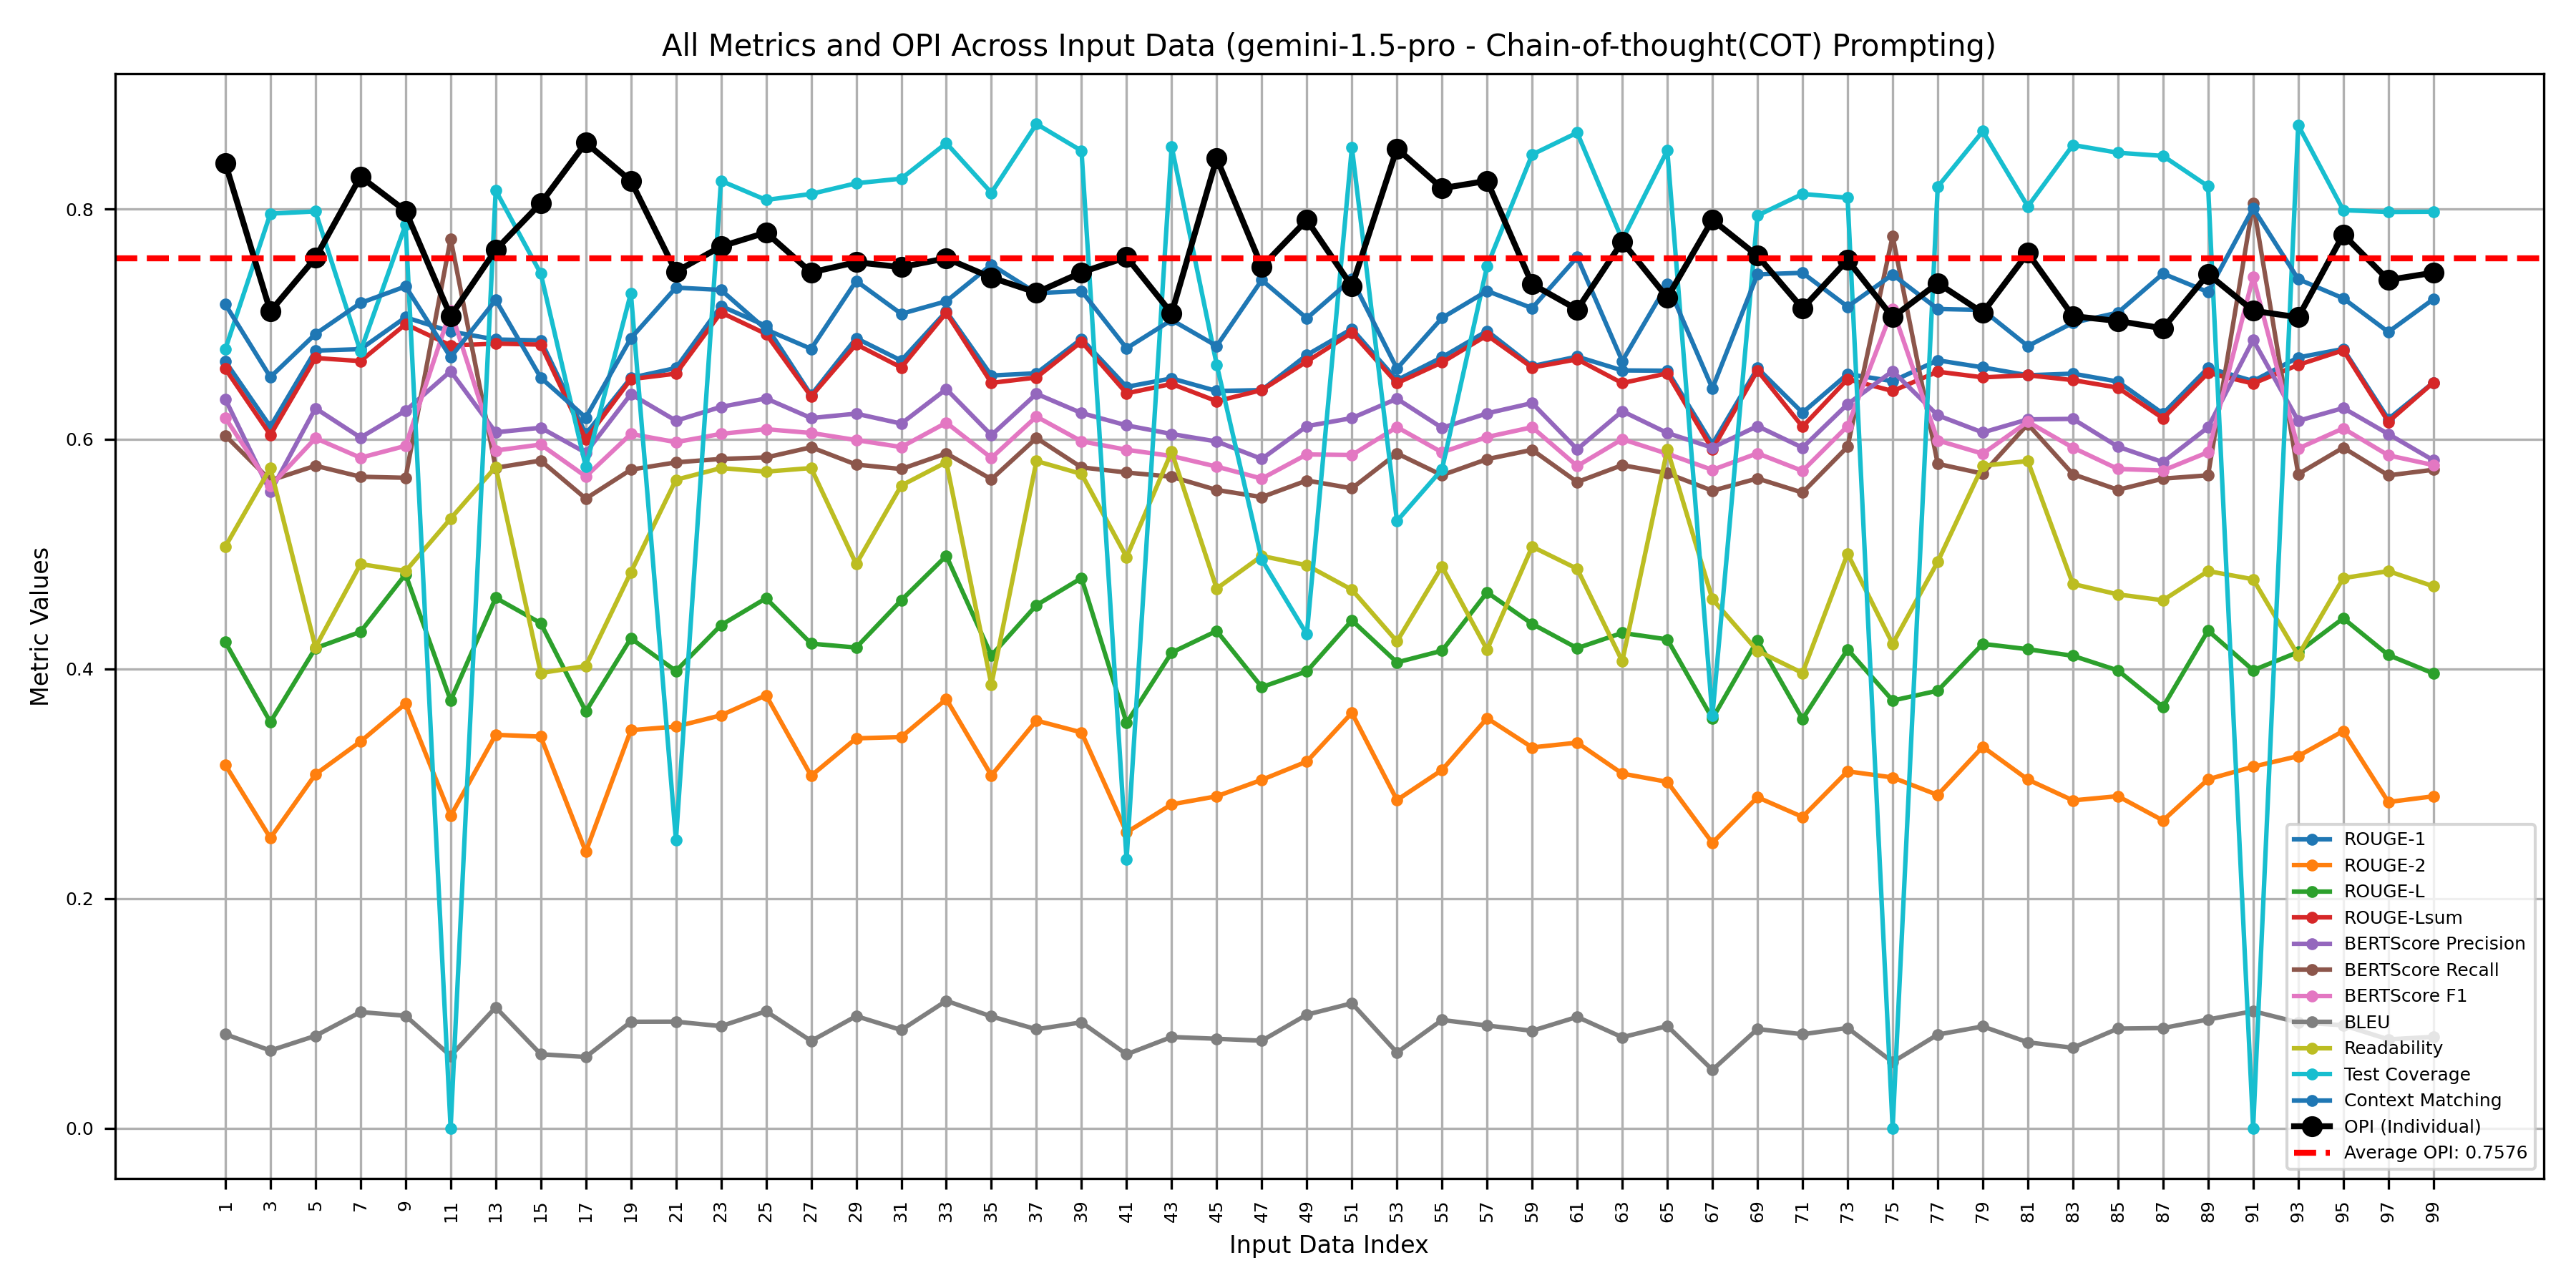 All Metrics and OPI Across Input Data (gemini-1.5-pro - Chain-of-thought(COT) Prompting)
Metric Values
0.8
0.6
0.4
0.2
0.0
ROUGE-1
ROUGE-2
ROUGE-L
ROUGE-Lsum
BERTScore Precision
BERTScore Recall
BERTScore F1
BLEU
Readability
Test Coverage
Context Matching
OPI (Individual)
Average OPI: 0.7576
1 3 5 7 9 11 13 15 17 19 21 23 25 27 29 31 33 35 37 39 41 43 45 47 49 51 53 55 57 59 61 63 65 67 69 71 73 75 77 79 81 83 85 87 89 91 93 95 97 99
Input Data Index